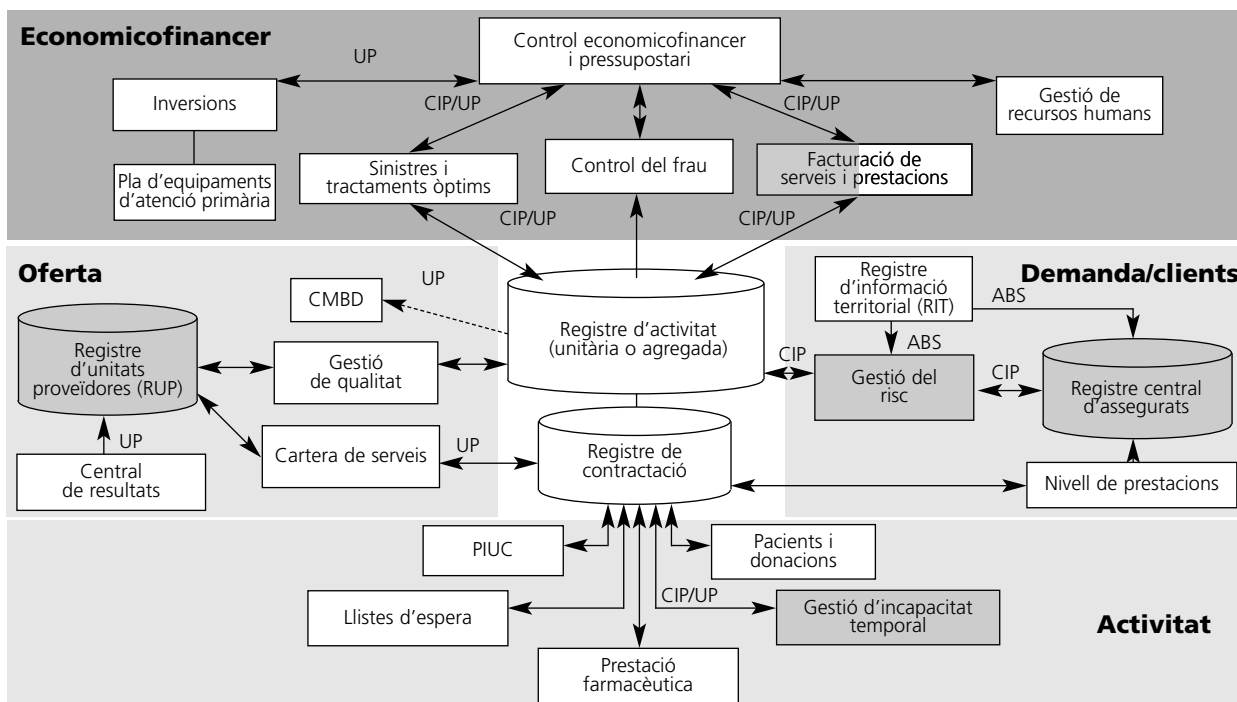 Economicofinancer
Control economicofinancer
i pressupostari
UP
Inversions
CIP/UP
CIP/UP
Gestió de
recursos humans
Pla d'equipaments
d'atenció primària
Sinistres i
tractaments òptims
Control del frau
Facturació de
serveis i prestacions
CIP/UP
CIP/UP
Oferta
CMBD
UP
Registre d'activitat
(unitària o agregada)
Registre
d'informació
territorial (RIT)
Demanda/clients
ABS
ABS
Registre
d'unitats
proveïdores (RUP)
Gestió
de qualitat
CIP
Gestió del
risc
CIP
Registre central
d'assegurats
UP
Cartera de serveis
UP
Registre de
contractació
Central
de resultats
Nivell de prestacions
PIUC
Pacients i
donacions
Llistes d'espera
CIP/UP
Gestió d'incapacitat
temporal
Activitat
Prestació
farmacèutica